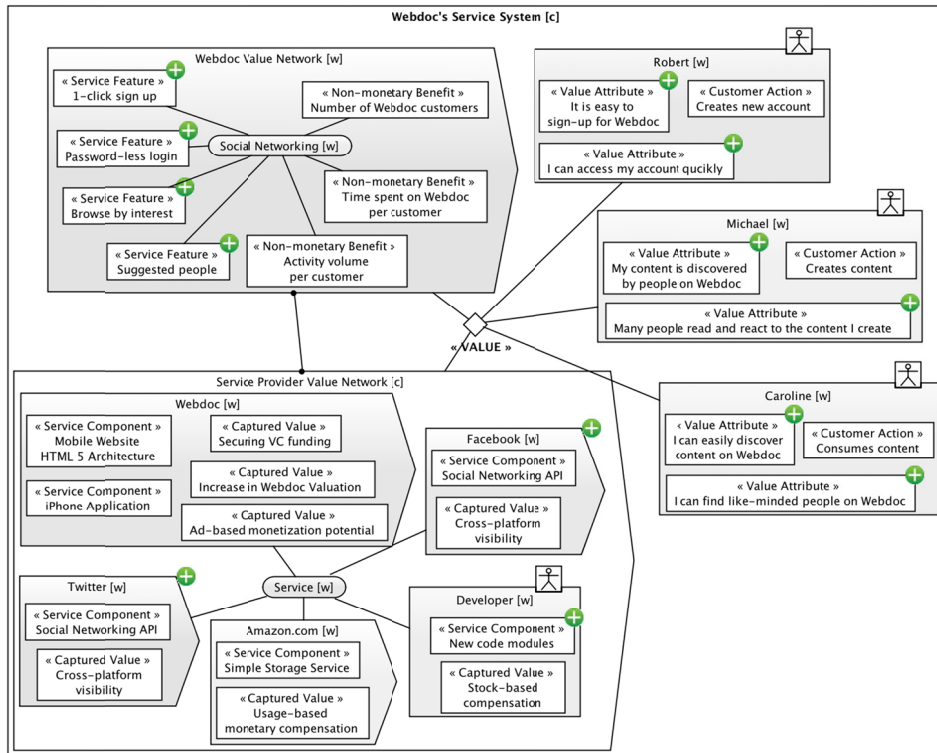 Webdoc's Service System [c]
Webdoc Value Network [w]
« Service Feature »
1-click sign up
« Non-monetary Benefit »
Number of Webdoc customers
« Service Feature »
Password-less login
Social Networking [w]
« Service Feature »
Browse by interest
« Non-monetary Benefit »
Time spent on Webdoc
per customer
« Service Feature »
Suggested people
« Non-monetary Benefit ›
Activity volume
per customer
Robert [w]
« Value Attribute »
It is easy to
sign-up for Webdoc
« Customer Action »
Creates new account
« Value Attribute »
I can access my account qucikly
Michael [w]
« Value Attribute »
My content is discovered
by people on Webdoc
« Customer Action »
Creates content
« Value Attribute »
Many people read and react to the content I create
« VALUE »
Caroline [w]
‹ Value Attribute »
I can easily discover
content on Webdoc
« Customer Action »
Consumes content
« Value Attribute »
I can find like-minded people on Webdoc
Service Provider Value Network [c]
Webdoc [w]
« Service Component »
Mobile Website
HTML 5 Architecture
« Captured Value »
Securing VC funding
« Service Component »
iPhone Application
« Captured Value »
Increase in Webdoc Valuation
« Captured Value »
Ad-based monetization potential
Facebook [w]
« Service Component »
Social Networking API
« Captured Value »
Cross-platform
visibility
Service [w]
Twitter [w]
« Service Component »
Social Networking API
« Captured Value »
Cross-platform
visibility
Amazon.com [w]
« Service Component »
Simple Storage Service
« Captured Value »
Usage-based
monetary compensation
Developer [w]
« Service Component »
New code modules
« Captured Value »
Stock-based
compensation